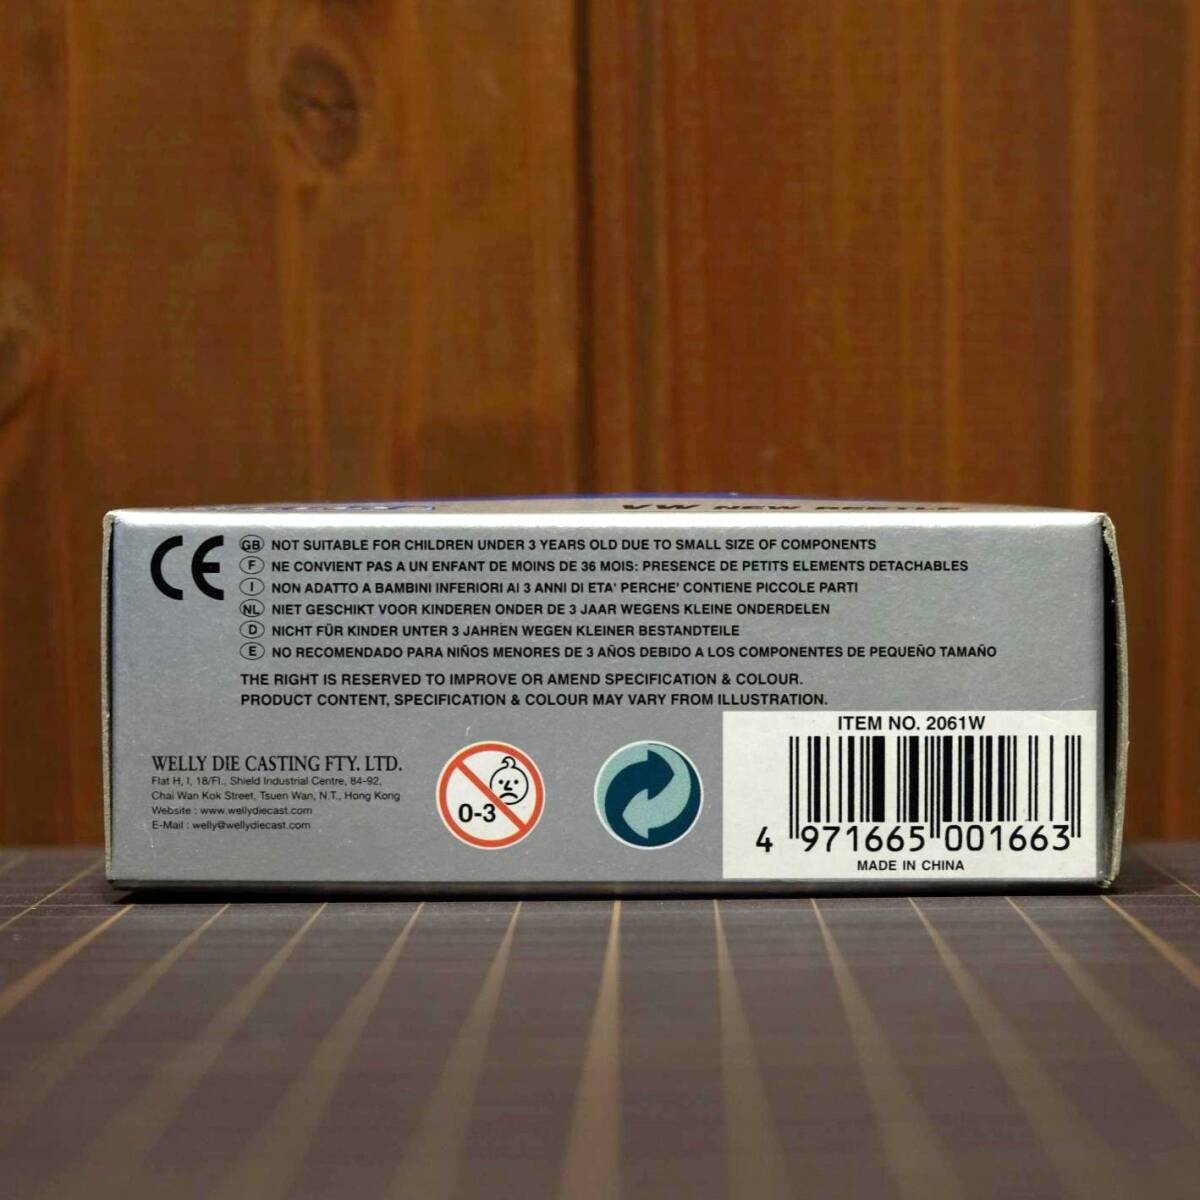 VW NEW BEETLE
CE
GB NOT SUITABLE FOR CHILDREN UNDER 3 YEARS OLD DUE TO SMALL SIZE OF COMPONENTS
F NE CONVIENT PAS A UN ENFANT DE MOINS DE 36 MOIS: PRESENCE DE PETITS ELEMENTS DETACHABLES
I NON ADATTO A BAMBINI INFERIORI AI 3 ANNI DI ETA' PERCHE' CONTIENE PICCOLE PARTI
NL NIET GESCHIKT VOOR KINDEREN ONDER DE 3 JAAR WEGENS KLEINE ONDERDELEN
D NICHT FÜR KINDER UNTER 3 JAHREN WEGEN KLEINER BESTANDTEILE
E NO RECOMENDADO PARA NIÑOS MENORES DE 3 AÑOS DEBIDO A LOS COMPONENTES DE PEQUEÑO TAMAÑO
THE RIGHT IS RESERVED TO IMPROVE OR AMEND SPECIFICATION & COLOUR.
PRODUCT CONTENT, SPECIFICATION & COLOUR MAY VARY FROM ILLUSTRATION.
WELLY DIE CASTING FTY. LTD.
Flat H, I, 18/Fl., Shield Industrial Centre, 84-92,
Chai Wan Kok Street, Tsuen Wan, N.T., Hong Kong
Website : www.wellydiecast.com
E-Mail : welly@wellydiecast.com
0-3
ITEM NO. 2061W
4 971665 001663
MADE IN CHINA